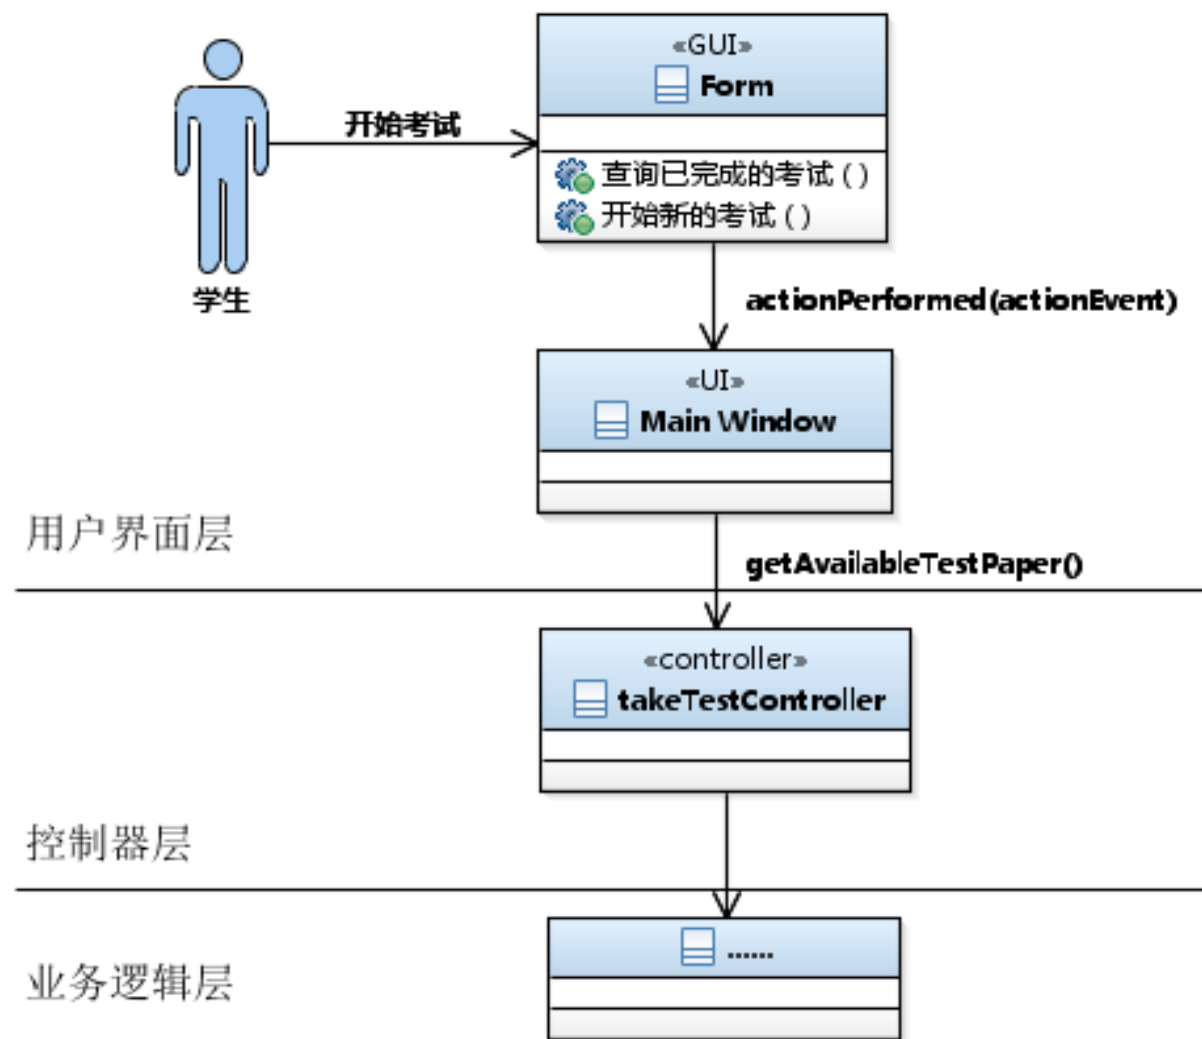 «GUI»
Form
开始考试
查询已完成的考试 ( )
开始新的考试 ( )
学生
actionPerformed(actionEvent)
«UI»
Main Window
用户界面层
getAvailableTestPaper()
«controller»
takeTestController
控制器层
......
业务逻辑层